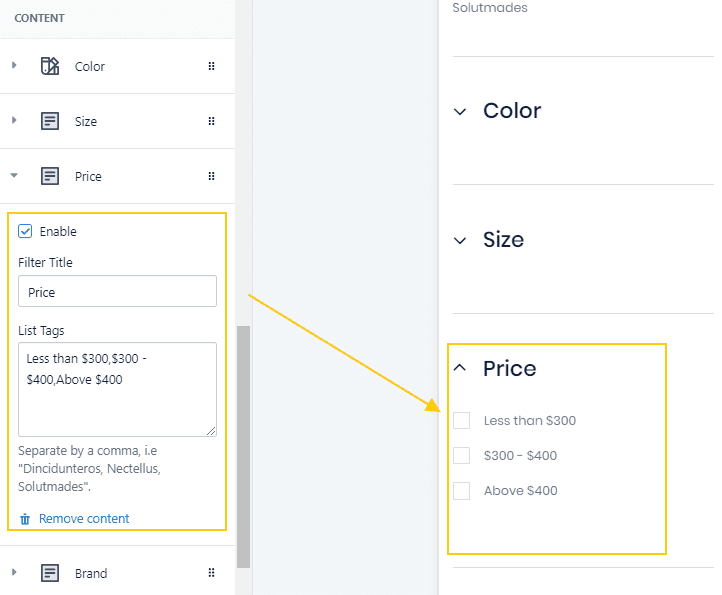 CONTENT
Color
Size
Price
Enable
Filter Title
Price
List Tags
Less than $300,$300 -
$400,Above $400
Separate by a comma, i.e
"Dincidunteros, Nectellus,
Solutmades".
Remove content
Brand
Solutmades
Color
Size
Price
Less than $300
$300 - $400
Above $400